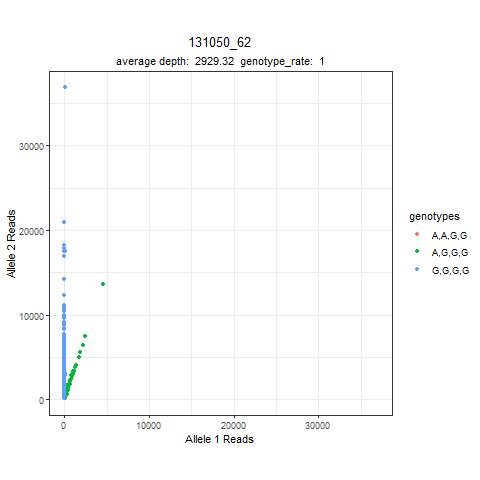 131050_62
average depth: 2929.32 genotype_rate: 1
Allele 2 Reads
30000
20000
10000
0
0 10000 20000 30000
Allele 1 Reads
genotypes
A,A,G,G
A,G,G,G
G,G,G,G